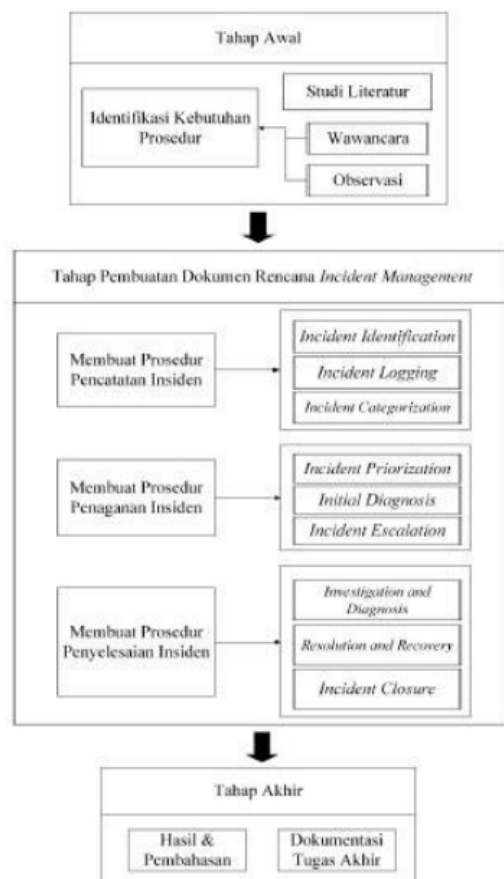 Tahap Awal
Identifikasi Kebutuhan
Prosedur
Studi Literatur
Wawancara
Observasi
Tahap Pembuatan Dokumen Rencana Incident Management
Membuat Prosedur
Pencatatan Insiden
Incident Identification
Incident Logging
Incident Categorization
Membuat Prosedur
Penaganan Insiden
Incident Priorization
Initial Diagnosis
Incident Escalation
Membuat Prosedur
Penyelesaian Insiden
Investigation and
Diagnosis
Resolution and Recovery
Incident Closure
Tahap Akhir
Hasil &
Pembahasan
Dokumentasi
Tugas Akhir